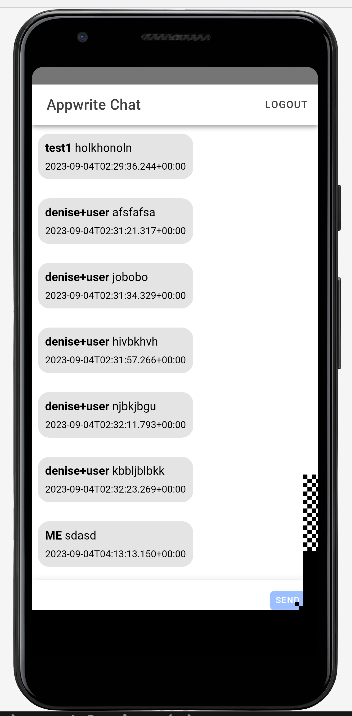 Appwrite Chat LOGOUT
test1 holkhonoln
2023-09-04T02:29:36.244+00:00
denise+user afsfafsa
2023-09-04T02:31:21.317+00:00
denise+user jobobo
2023-09-04T02:31:34.329+00:00
denise+user hivbkhvh
2023-09-04T02:31:57.266+00:00
denise+user njbkjbgu
2023-09-04T02:32:11.793+00:00
denise+user kbbljblbkk
2023-09-04T02:32:23.269+00:00
ME sdasd
2023-09-04T04:13:13.150+00:00
SEND